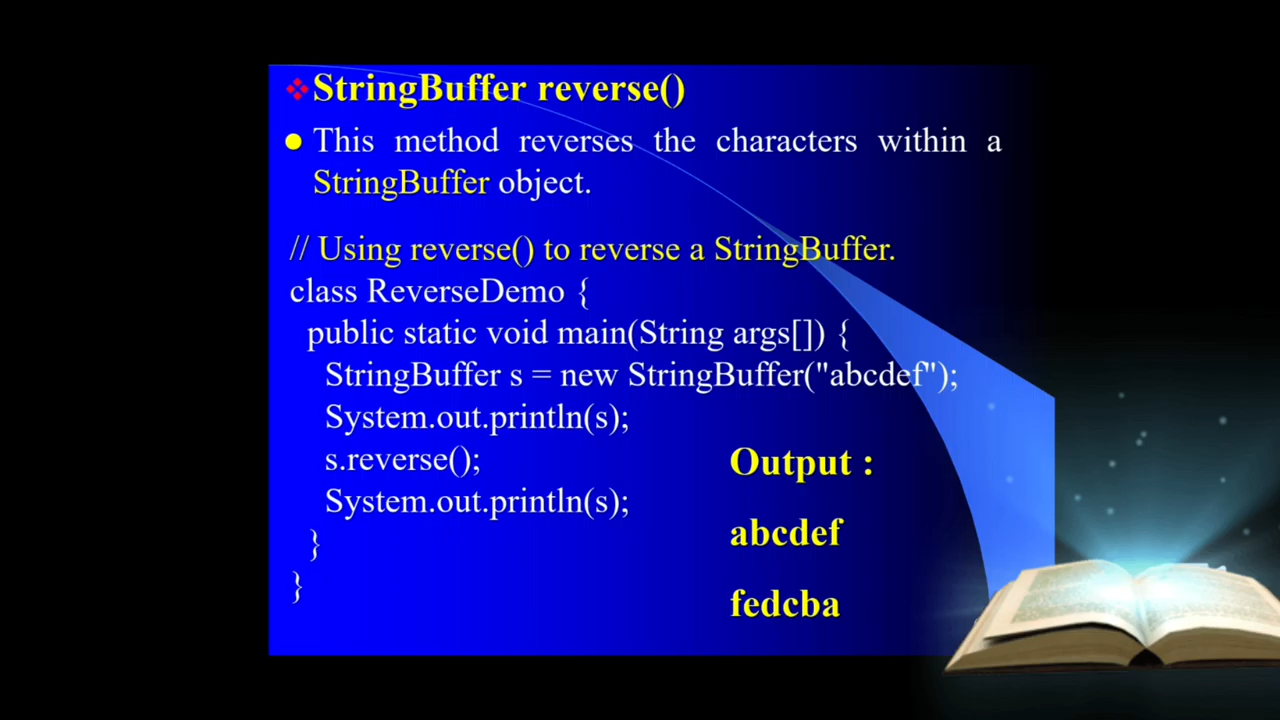 StringBuffer reverse()
This method reverses the characters within a
StringBuffer object.
// Using reverse() to reverse a StringBuffer.
class ReverseDemo {
public static void main(String args[]) {
StringBuffer s = new StringBuffer("abcdef");
System.out.println(s);
s.reverse();
System.out.println(s);
}
}
Output :
abcdef
fedcba